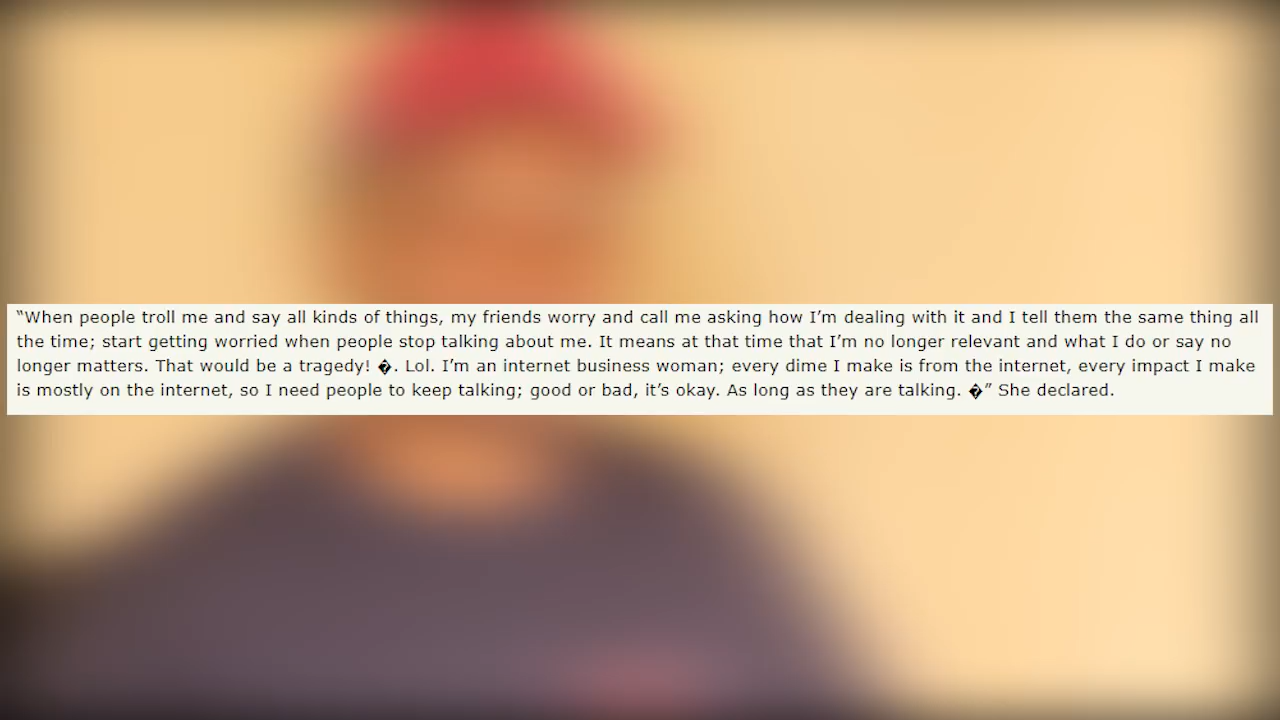 “When people troll me and say all kinds of things, my friends worry and call me asking how I’m dealing with it and I tell them the same thing all
the time; start getting worried when people stop talking about me. It means at that time that I’m no longer relevant and what I do or say no
longer matters. That would be a tragedy! �. Lol. I’m an internet business woman; every dime I make is from the internet, every impact I make
is mostly on the internet, so I need people to keep talking; good or bad, it’s okay. As long as they are talking. �” She declared.